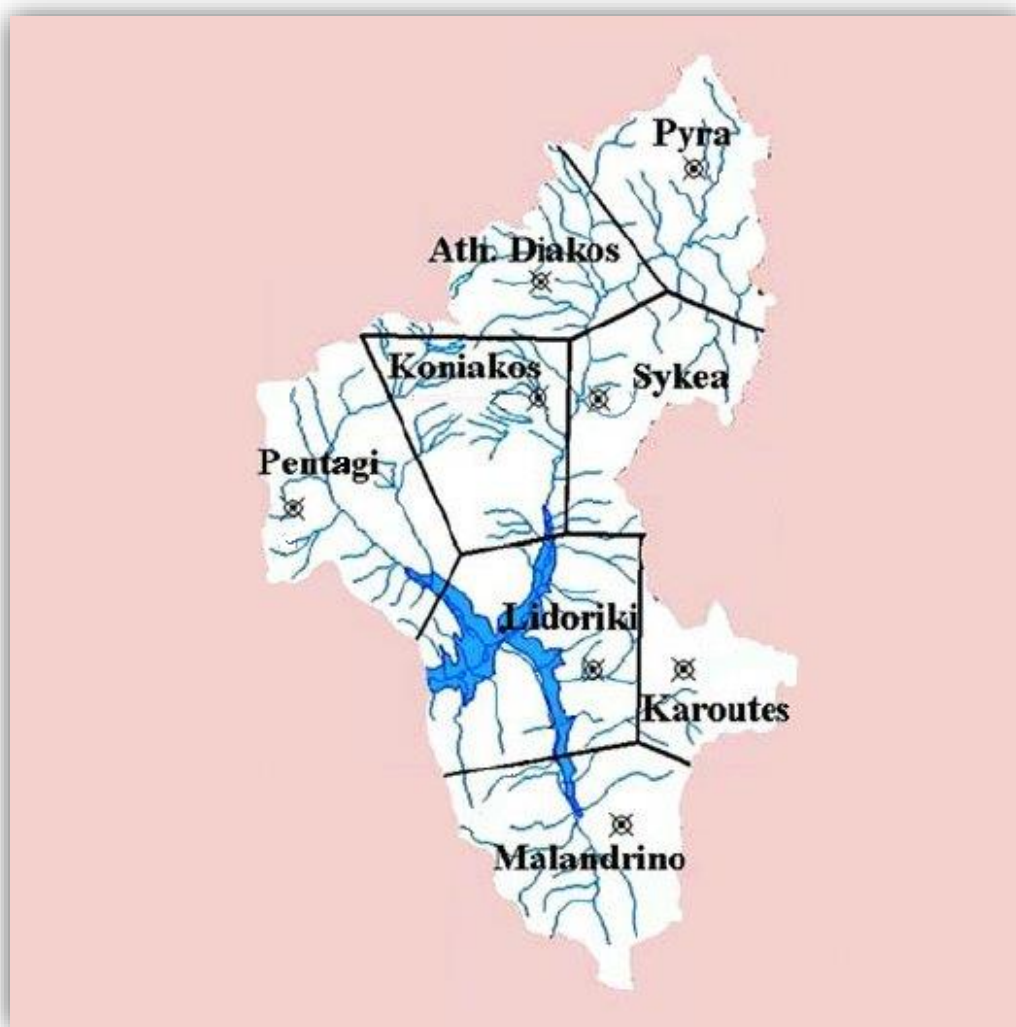 Pyra
Ath. Diakos
Koniakos
Sykea
Pentagi
Lidoriki
Karoutes
Malandrino